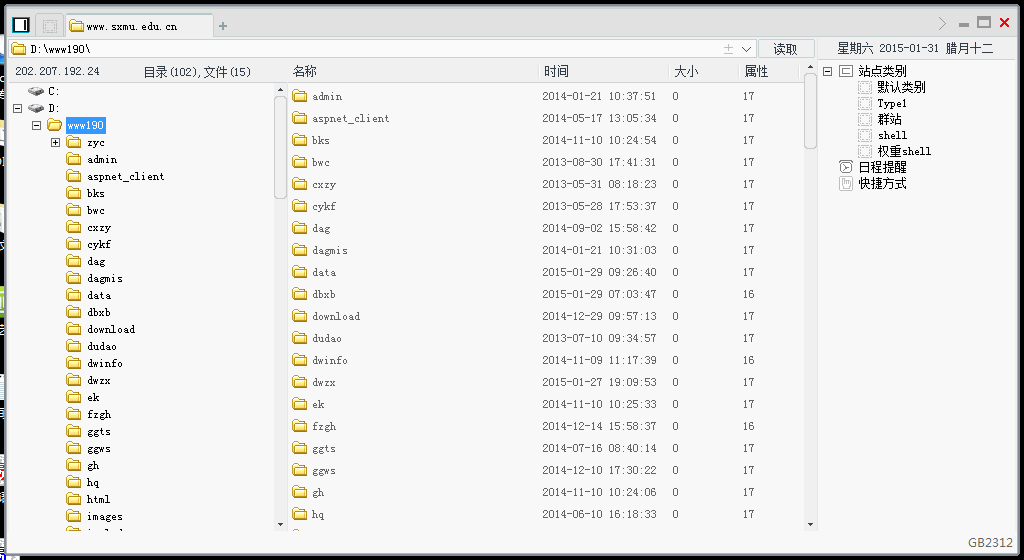 www.sxmu.edu.cn
D:\www190\
读取
星期六 2015-01-31 腊月十二
202.207.192.24 目录(102),文件(15)
C:
D:
www190
zyc
admin
aspnet_client
bks
bwc
cxzy
cykf
dag
dagmis
data
dbxb
download
dudao
dwinfo
dwzx
ek
fzgh
ggts
ggws
gh
hq
html
images
名称 时间 大小 属性
admin 2014-01-21 10:37:51 0 17
aspnet_client 2014-05-17 13:05:34 0 17
bks 2014-11-10 10:24:54 0 17
bwc 2013-08-30 17:41:31 0 17
cxzy 2013-05-31 08:18:23 0 17
cykf 2013-05-28 17:53:37 0 17
dag 2014-09-02 15:58:42 0 17
dagmis 2014-01-21 10:31:03 0 17
data 2015-01-29 09:26:40 0 17
dbxb 2015-01-29 07:03:47 0 16
download 2014-12-29 09:57:13 0 17
dudao 2013-07-10 09:34:57 0 17
dwinfo 2014-11-09 11:17:39 0 16
dwzx 2015-01-27 19:09:53 0 17
ek 2014-11-10 10:25:33 0 17
fzgh 2014-12-14 15:58:37 0 16
ggts 2014-07-16 08:40:14 0 17
ggws 2014-12-10 17:30:22 0 17
gh 2014-11-10 10:24:06 0 17
hq 2014-06-10 16:18:33 0 17
站点类别
默认类别
Type1
群站
shell
权重shell
日程提醒
快捷方式
GB2312